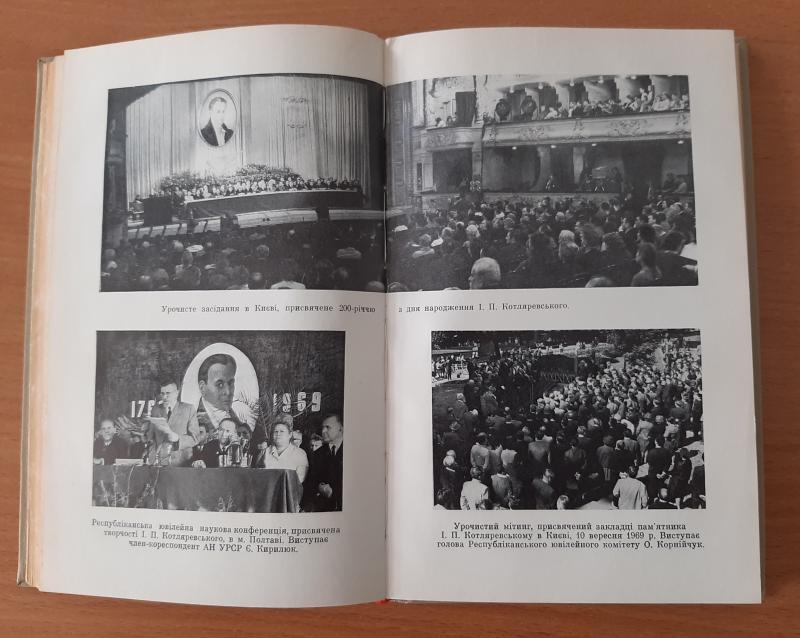 Урочисте засідання в Києві, присвячене 200-річчю з дня народження І. П. Котляревського.
176
1969
Республіканська ювілейна наукова конференція, присвячена
творчості І. П. Котляревського, в м. Полтаві. Виступає
член-кореспондент АН УРСР Є. Кирилюк.
Урочистий мітинг, присвячений закладці пам'ятника
І. П. Котляревському в Києві, 10 вересня 1969 р. Виступає
голова Республіканського ювілейного комітету О. Корнійчук.